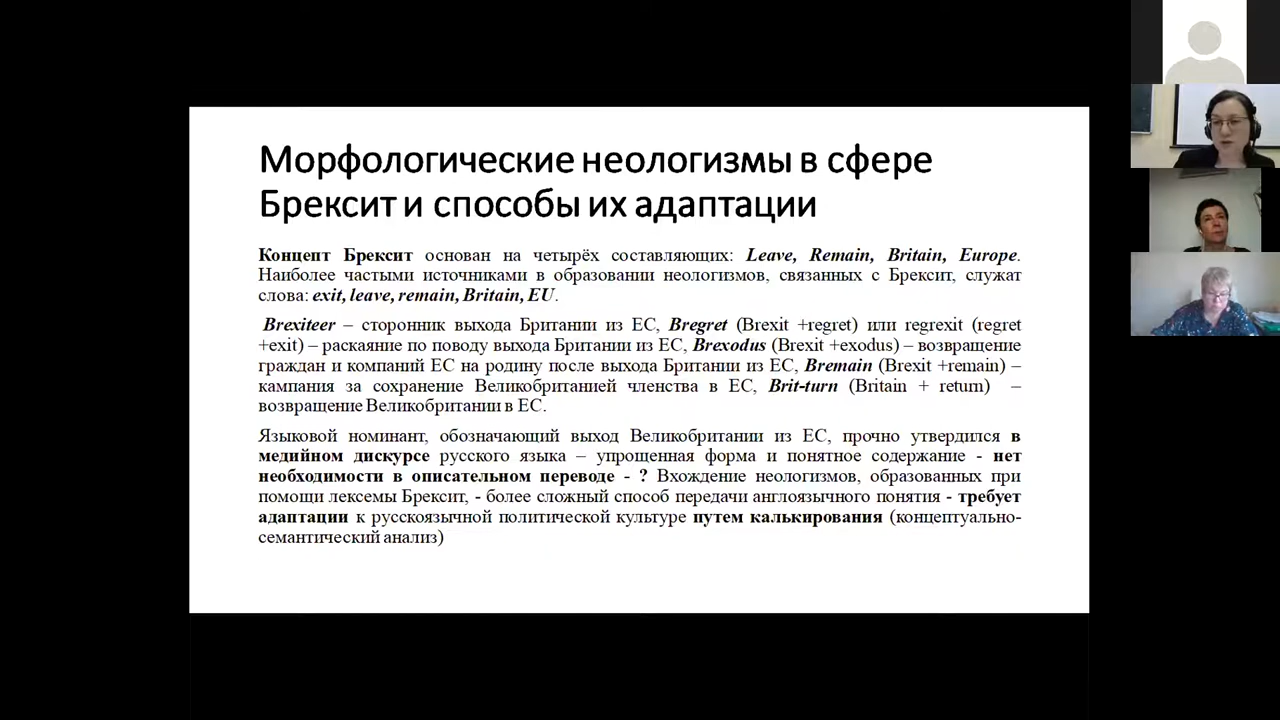 Морфологические неологизмы в сфере
Брексит и способы их адаптации
Концепт Брексит основан на четырёх составляющих: Leave, Remain, Britain, Europe.
Наиболее частыми источниками в образовании неологизмов, связанных с Брексит, служат
слова: exit, leave, remain, Britain, EU.
Brexiteer – сторонник выхода Британии из ЕС, Bregret (Brexit +regret) или regrexit (regret
+exit) – раскаяние по поводу выхода Британии из ЕС, Brexodus (Brexit +exodus) – возвращение
граждан и компаний ЕС на родину после выхода Британии из ЕС, Bremain (Brexit +remain) –
кампания за сохранение Великобританией членства в ЕС, Brit-turn (Britain + return) –
возвращение Великобритании в ЕС.
Языковой номинант, обозначающий выход Великобритании из ЕС, прочно утвердился в
медийном дискурсе русского языка – упрощенная форма и понятное содержание - нет
необходимости в описательном переводе - ? Вхождение неологизмов, образованных при
помощи лексемы Брексит, - более сложный способ передачи англоязычного понятия - требует
адаптации к русскоязычной политической культуре путем калькирования (концептуально-
семантический анализ)